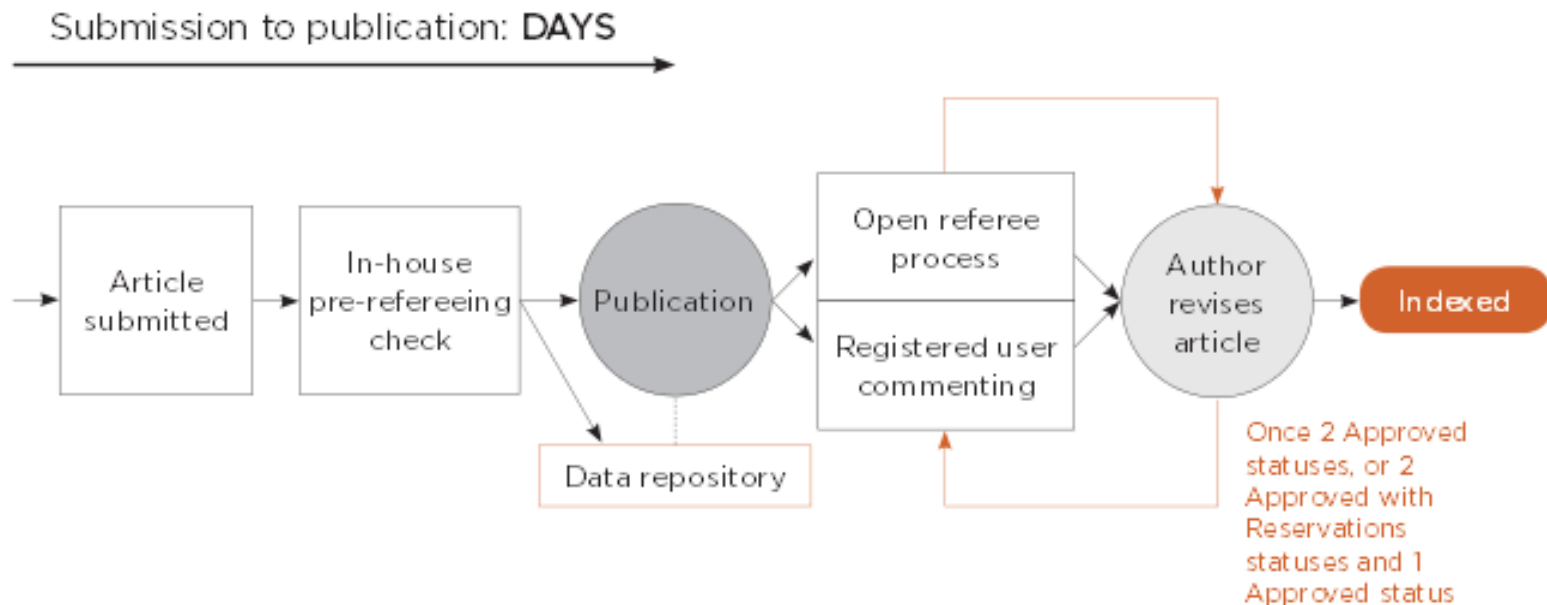 Submission to publication: DAYS
Article
submitted
In-house
pre-refereeing
check
Publication
Data repository
Open referee
process
Registered user
commenting
Author
revises
article
Indexed
Once 2 Approved
statuses, or 2
Approved with
Reservations
statuses and 1
Approved status